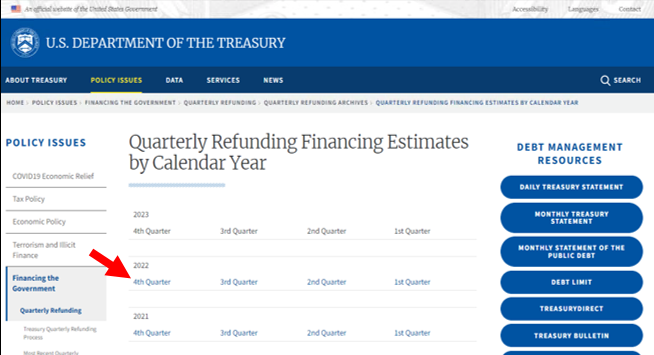 An official website of the United States Government
Accessibility Languages Contact
U.S. DEPARTMENT OF THE TREASURY
ABOUT TREASURY POLICY ISSUES DATA SERVICES NEWS SEARCH
HOME › POLICY ISSUES › FINANCING THE GOVERNMENT › QUARTERLY REFUNDING › QUARTERLY REFUNDING ARCHIVES › QUARTERLY REFUNDING FINANCING ESTIMATES BY CALENDAR YEAR
POLICY ISSUES
COVID19 Economic Relief
Tax Policy
Economic Policy
Terrorism and Illicit
Finance
Financing the
Government
Quarterly Refunding
Treasury Quarterly Refunding
Process
Most Recent Quarterly
Quarterly Refunding Financing Estimates
by Calendar Year
2023
4th Quarter 3rd Quarter 2nd Quarter 1st Quarter
2022
4th Quarter 3rd Quarter 2nd Quarter 1st Quarter
2021
4th Quarter 3rd Quarter 2nd Quarter 1st Quarter
DEBT MANAGEMENT
RESOURCES
DAILY TREASURY STATEMENT
MONTHLY TREASURY
STATEMENT
MONTHLY STATEMENT OF THE
PUBLIC DEBT
DEBT LIMIT
TREASURYDIRECT
TREASURY BULLETIN